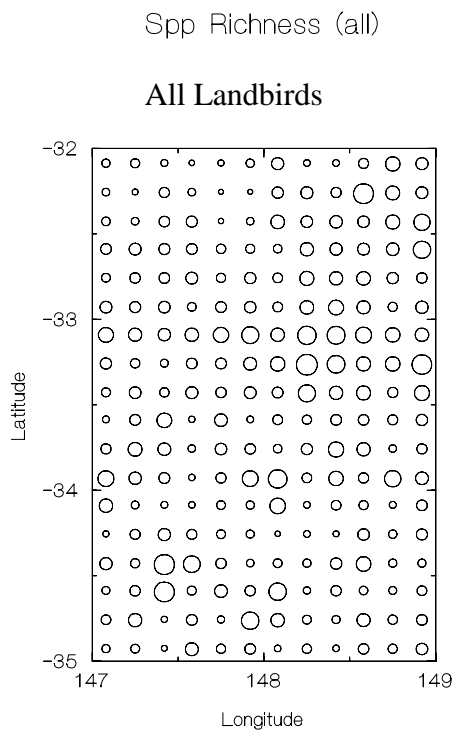 Spp Richness (all)
All Landbirds
-32
-33
Latitude
-34
-35
147 148 149
Longitude